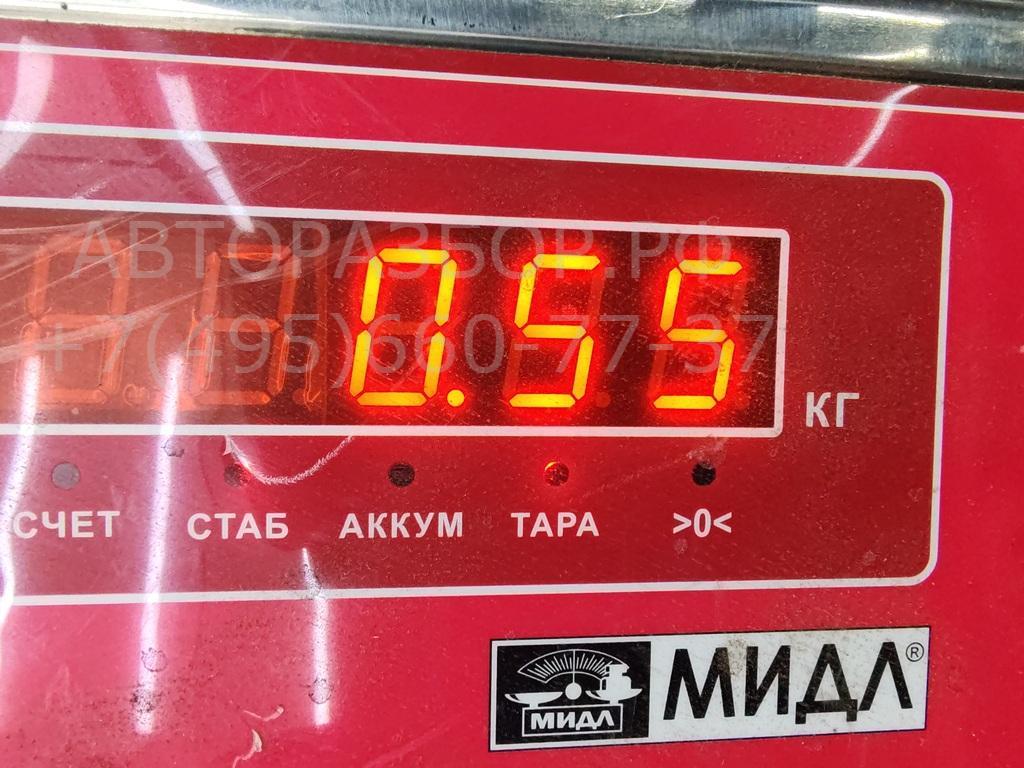 АВТОРАЗБОР.РФ
+7(495)660-77-37
0.55
КГ
СЧЕТ СТАБ АККУМ ТАРА >0<
МИДЛ МИДЛ®